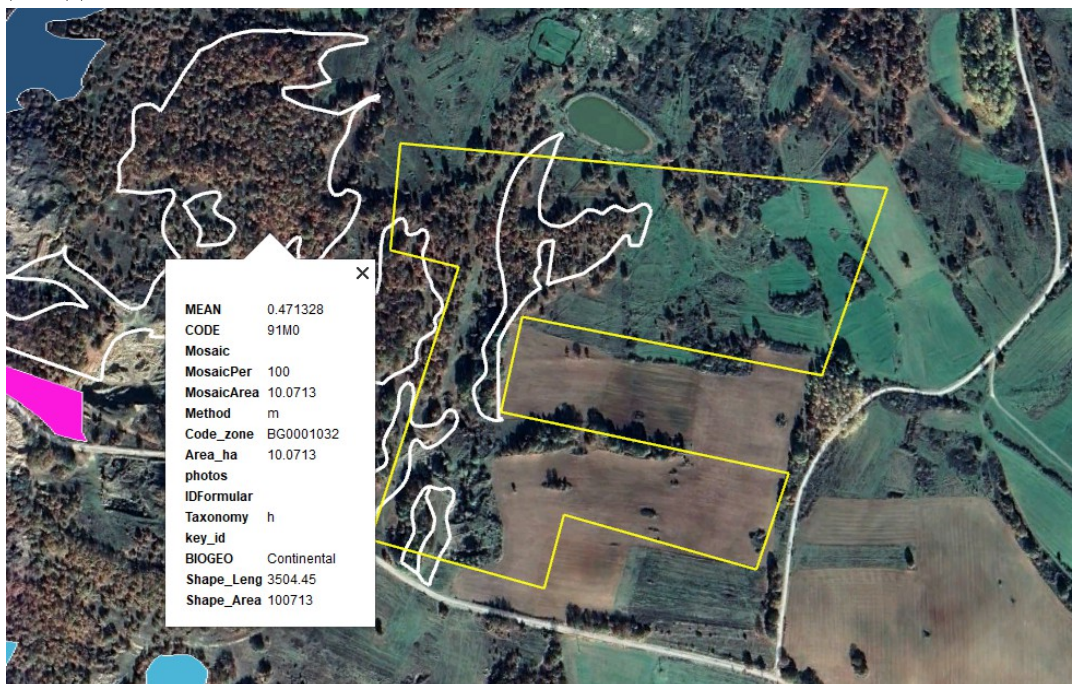 MEAN 0.471328
CODE 91M0
Mosaic
MosaicPer 100
MosaicArea 10.0713
Method m
Code_zone BG0001032
Area_ha 10.0713
photos
IDFormular
Taxonomy h
key_id
BIOGEO Continental
Shape_Leng 3504.45
Shape_Area 100713